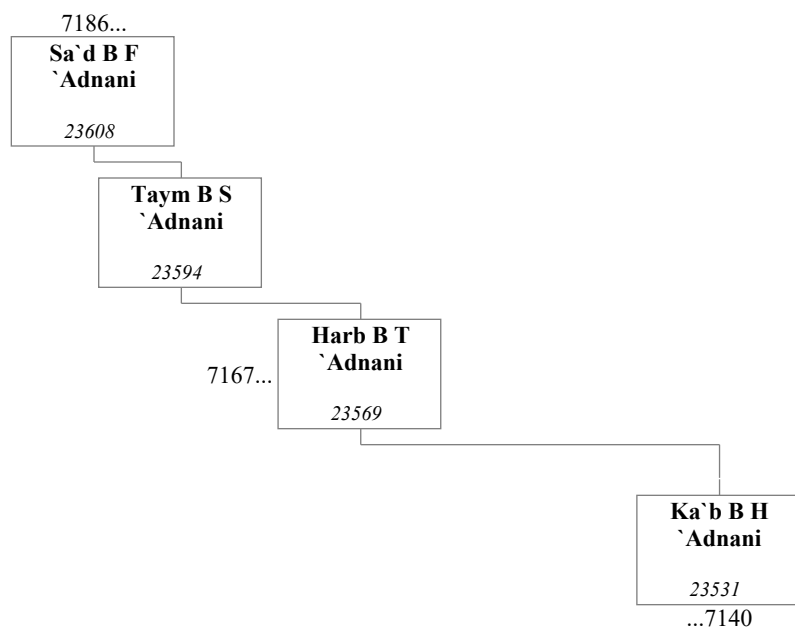 7186...
Sa`d B F
`Adnani
23608
Taym B S
`Adnani
23594
Harb B T
`Adnani
7167...
23569
Ka`b B H
`Adnani
23531
...7140